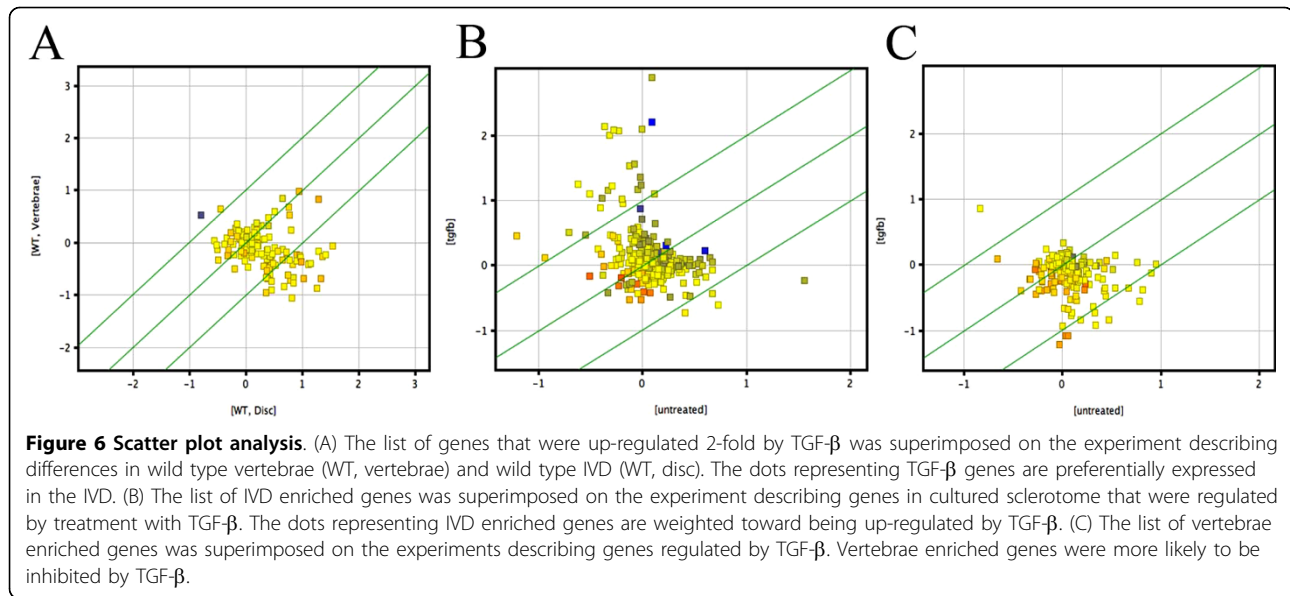 A
B
C
3
2
1
0
-1
-2
[WT, Vertebrae]
-2
-1
0
1
2
3
[WT, Disc]
2
1
0
-1
[tgfb]
-1
0
1
2
[untreated]
2
1
0
-1
[tgfb]
-1
0
1
2
[untreated]
Figure 6 Scatter plot analysis. (A) The list of genes that were up-regulated 2-fold by TGF-β was superimposed on the experiment describing
differences in wild type vertebrae (WT, vertebrae) and wild type IVD (WT, disc). The dots representing TGF-β genes are preferentially expressed
in the IVD. (B) The list of IVD enriched genes was superimposed on the experiment describing genes in cultured sclerotome that were regulated
by treatment with TGF-β. The dots representing IVD enriched genes are weighted toward being up-regulated by TGF-β. (C) The list of vertebrae
enriched genes was superimposed on the experiments describing genes regulated by TGF-β. Vertebrae enriched genes were more likely to be
inhibited by TGF-β.